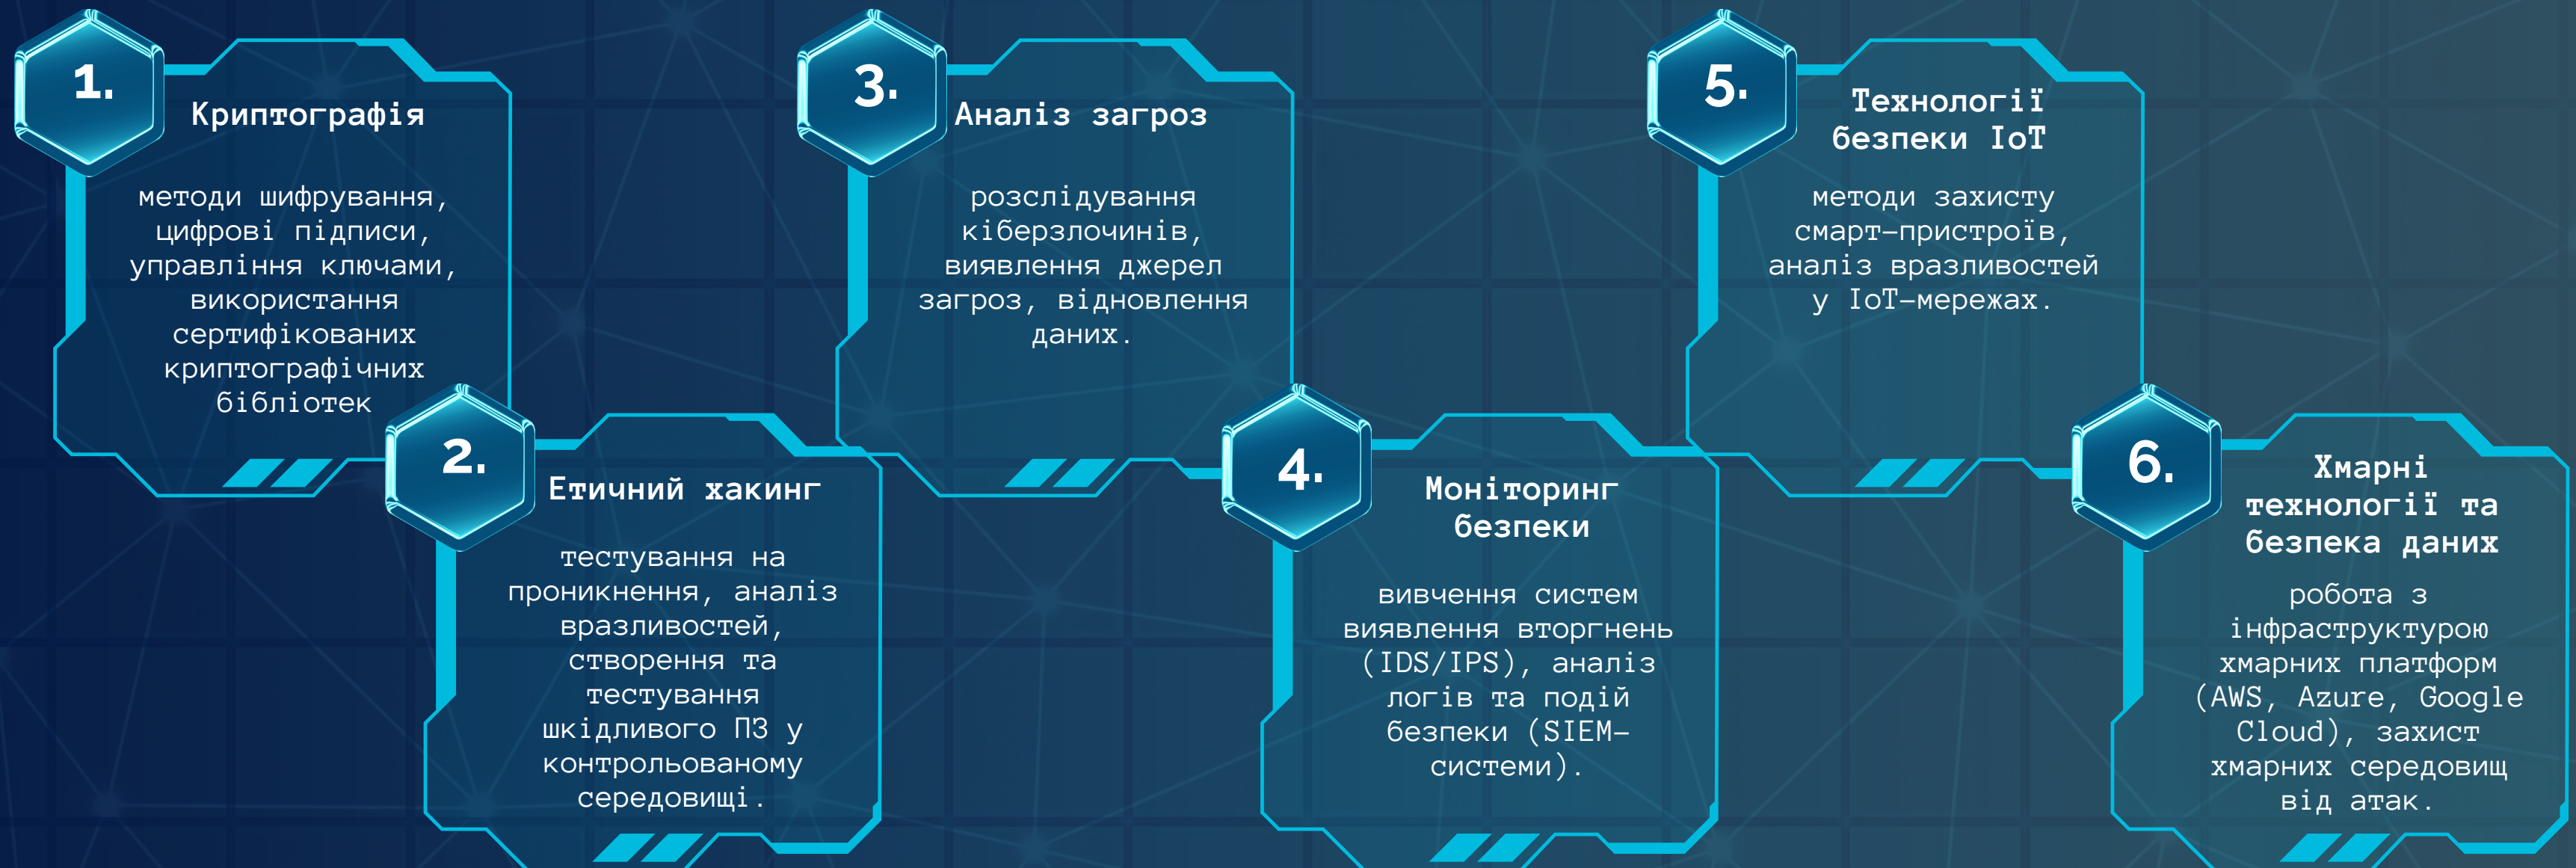 1.
Криптографія
методи шифрування,
цифрові підписи,
управління ключами,
використання
сертифікованих
криптографічних
бібліотек
2.
Етичний хакинг
тестування на
проникнення, аналіз
вразливостей,
створення та
тестування
шкідливого ПЗ у
контрольованому
середовищі.
3.
Аналіз загроз
розслідування
кіберзлочинів,
виявлення джерел
загроз, відновлення
даних.
4.
Моніторинг
безпеки
вивчення систем
виявлення вторгнень
(IDS/IPS), аналіз
логів та подій
безпеки (SIEM-
системи).
5.
Технології
безпеки IoT
методи захисту
смарт-пристроїв,
аналіз вразливостей
у IoT-мережах.
6.
Хмарні
технології та
безпека даних
робота з
інфраструктурою
хмарних платформ
(AWS, Azure, Google
Cloud), захист
хмарних середовищ
від атак.